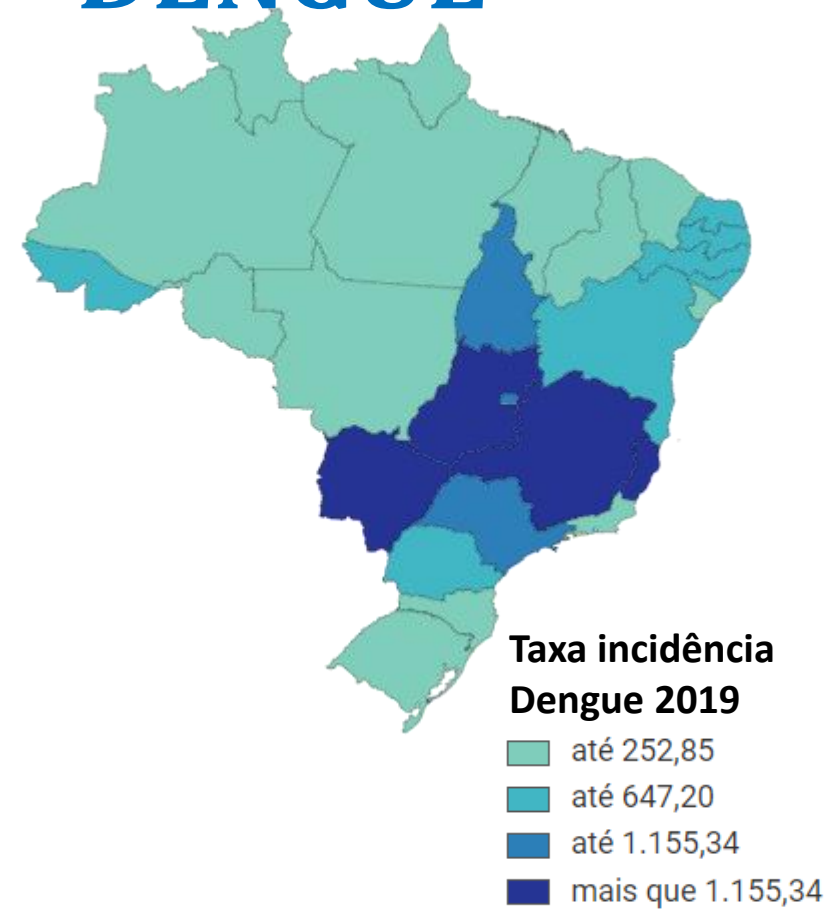 DENGUE
Taxa incidência
Dengue 2019
até 252,85
até 647,20
até 1.155,34
mais que 1.155,34